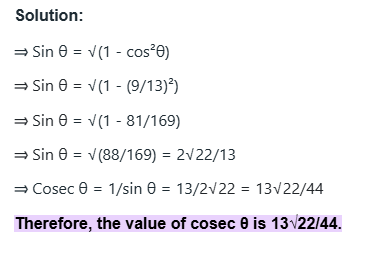 Solution:
⇒ Sin θ = √(1 - cos²θ)
⇒ Sin θ = √(1 - (9/13)²)
⇒ Sin θ = √(1 - 81/169)
⇒ Sin θ = √(88/169) = 2√22/13
⇒ Cosec θ = 1/sin θ = 13/2√22 = 13√22/44
Therefore, the value of cosec θ is 13√22/44.